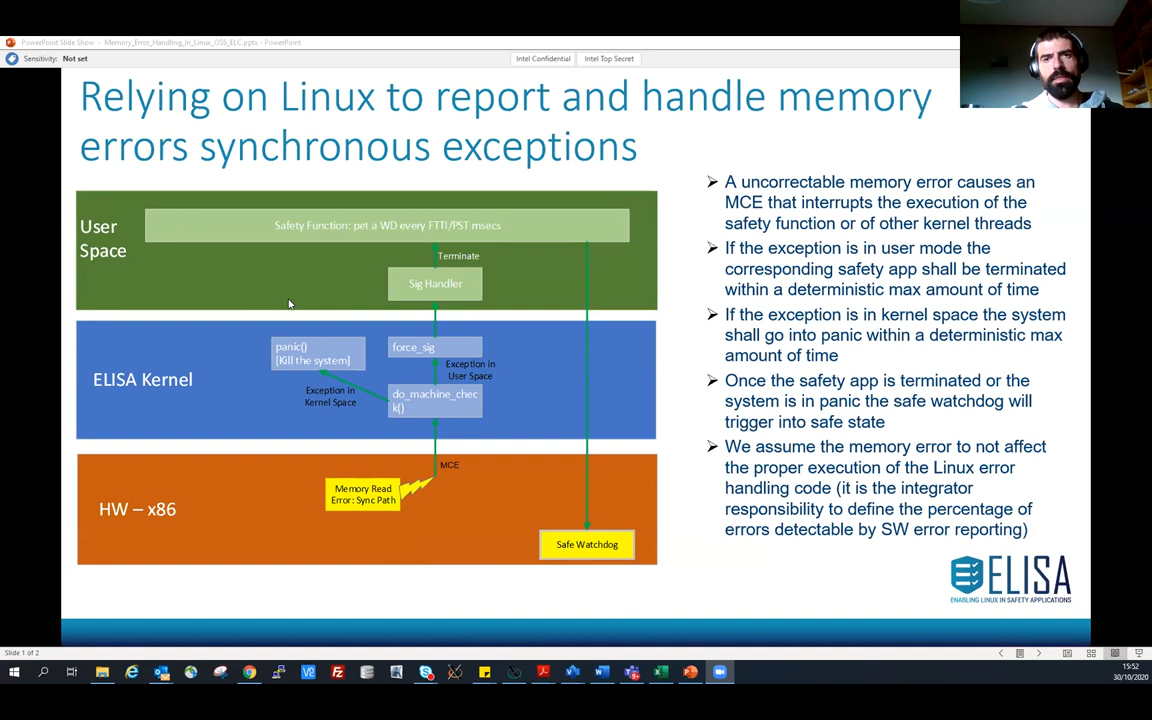 PowerPoint Slide Show - Memory_Error_Handling_In_Linux_OSS_ELC.pptx - PowerPoint
Sensitivity: Not set
Intel Confidential
Intel Top Secret
Relying on Linux to report and handle memory
errors synchronous exceptions
User
Space
Safety Function: pet a WD every FTTI/PST msecs
Terminate
Sig Handler
ELISA Kernel
panic()
[Kill the system]
force_sig
Exception in
User Space
Exception in
Kernel Space
do_machine_chec
k()
MCE
HW – x86
Memory Read
Error: Sync Path
Safe Watchdog
A uncorrectable memory error causes an
MCE that interrupts the execution of the
safety function or of other kernel threads
If the exception is in user mode the
corresponding safety app shall be terminated
within a deterministic max amount of time
If the exception is in kernel space the system
shall go into panic within a deterministic max
amount of time
Once the safety app is terminated or the
system is in panic the safe watchdog will
trigger into safe state
We assume the memory error to not affect
the proper execution of the Linux error
handling code (it is the integrator
responsibility to define the percentage of
errors detectable by SW error reporting)
ELISA
ENABLING LINUX IN SAFETY APPLICATIONS
Slide 1 of 2
15:52
30/10/2020